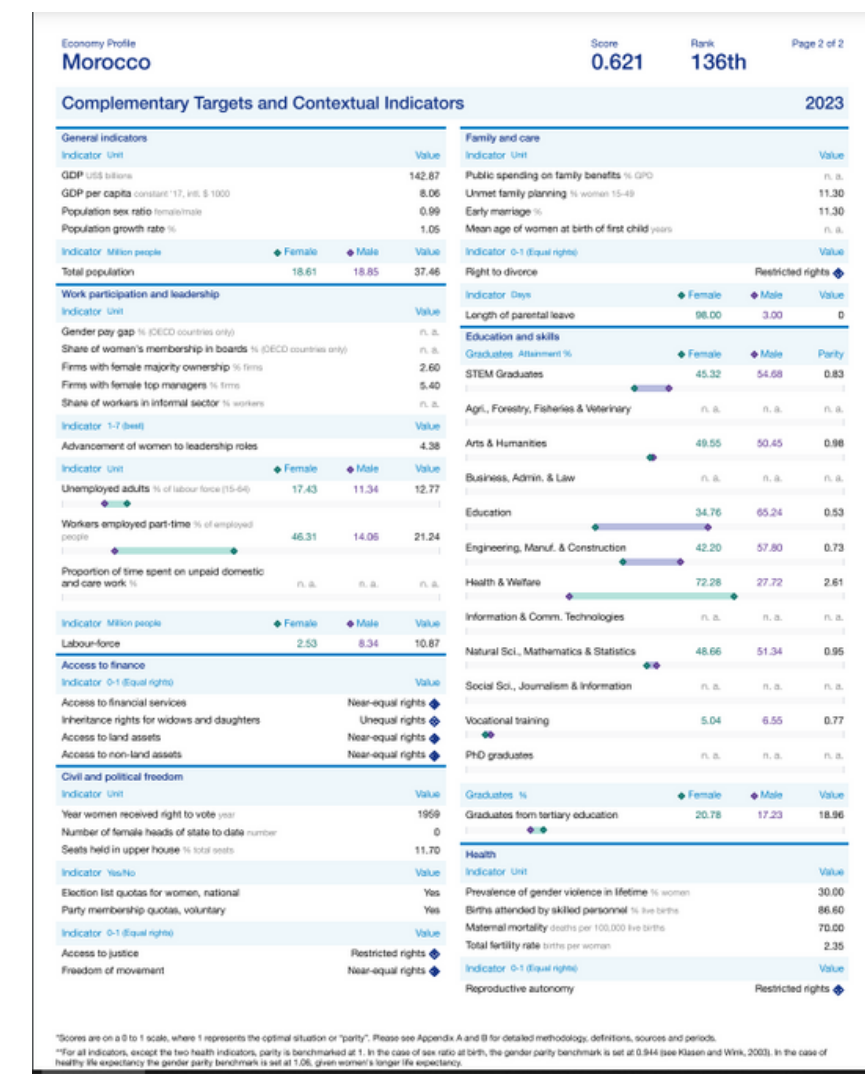 Economy Profile
Morocco
Score
0.621
Rank
136th
Page 2 of 2
Complementary Targets and Contextual Indicators 2023
General indicators
Indicator Unit Value
GDP US$ billions 142.87
GDP per capita constant '17, intl. $ 1000 8.06
Population sex ratio female/male 0.99
Population growth rate % 1.05
Indicator Million people Female Male Value
Total population 18.61 18.85 37.46
Work participation and leadership
Indicator Unit Value
Gender pay gap % (OECD countries only) n. a.
Share of women's membership in boards % (OECD countries only) n. a.
Firms with female majority ownership % firms 2.60
Firms with female top managers % firms 5.40
Share of workers in informal sector % workers n. a.
Indicator 1-7 (best) Value
Advancement of women to leadership roles 4.38
Indicator Unit Female Male Value
Unemployed adults % of labour force (15-64) 17.43 11.34 12.77
Workers employed part-time % of employed
people 46.31 14.06 21.24
Proportion of time spent on unpaid domestic
and care work % n. a. n. a. n. a.
Indicator Million people Female Male Value
Labour-force 2.53 8.34 10.87
Access to finance
Indicator 0-1 (Equal rights) Value
Access to financial services Near-equal rights
Inheritance rights for widows and daughters Unequal rights
Access to land assets Near-equal rights
Access to non-land assets Near-equal rights
Civil and political freedom
Indicator Unit Value
Year women received right to vote year 1959
Number of female heads of state to date number 0
Seats held in upper house % total seats 11.70
Indicator Yes/No Value
Election list quotas for women, national Yes
Party membership quotas, voluntary Yes
Indicator 0-1 (Equal rights) Value
Access to justice Restricted rights
Freedom of movement Near-equal rights
Family and care
Indicator Unit Value
Public spending on family benefits % GPD n. a.
Unmet family planning % women 15-49 11.30
Early marriage % 11.30
Mean age of women at birth of first child years n. a.
Indicator 0-1 (Equal rights) Value
Right to divorce Restricted rights
Indicator Days Female Male Value
Length of parental leave 98.00 3.00 0
Education and skills
Graduates Attainment % Female Male Parity
STEM Graduates 45.32 54.68 0.83
Agri., Forestry, Fisheries & Veterinary n. a. n. a. n. a.
Arts & Humanities 49.55 50.45 0.98
Business, Admin. & Law n. a. n. a. n. a.
Education 34.76 65.24 0.53
Engineering, Manuf. & Construction 42.20 57.80 0.73
Health & Welfare 72.28 27.72 2.61
Information & Comm. Technologies n. a. n. a. n. a.
Natural Sci., Mathematics & Statistics 48.66 51.34 0.95
Social Sci., Journalism & Information n. a. n. a. n. a.
Vocational training 5.04 6.55 0.77
PhD graduates n. a. n. a. n. a.
Graduates % Female Male Value
Graduates from tertiary education 20.78 17.23 18.96
Health
Indicator Unit Value
Prevalence of gender violence in lifetime % women 30.00
Births attended by skilled personnel % live births 86.60
Maternal mortality deaths per 100,000 live births 70.00
Total fertility rate births per woman 2.35
Indicator 0-1 (Equal rights) Value
Reproductive autonomy Restricted rights
*Scores are on a 0 to 1 scale, where 1 represents the optimal situation or "parity". Please see Appendix A and B for detailed methodology, definitions, sources and periods.
**For all indicators, except the two health indicators, parity is benchmarked at 1. In the case of sex ratio at birth, the gender parity benchmark is set at 0.944 (see Klasen and Wink, 2003). In the case of
healthy life expectancy the gender parity benchmark is set at 1.06, given women's longer life expectancy.